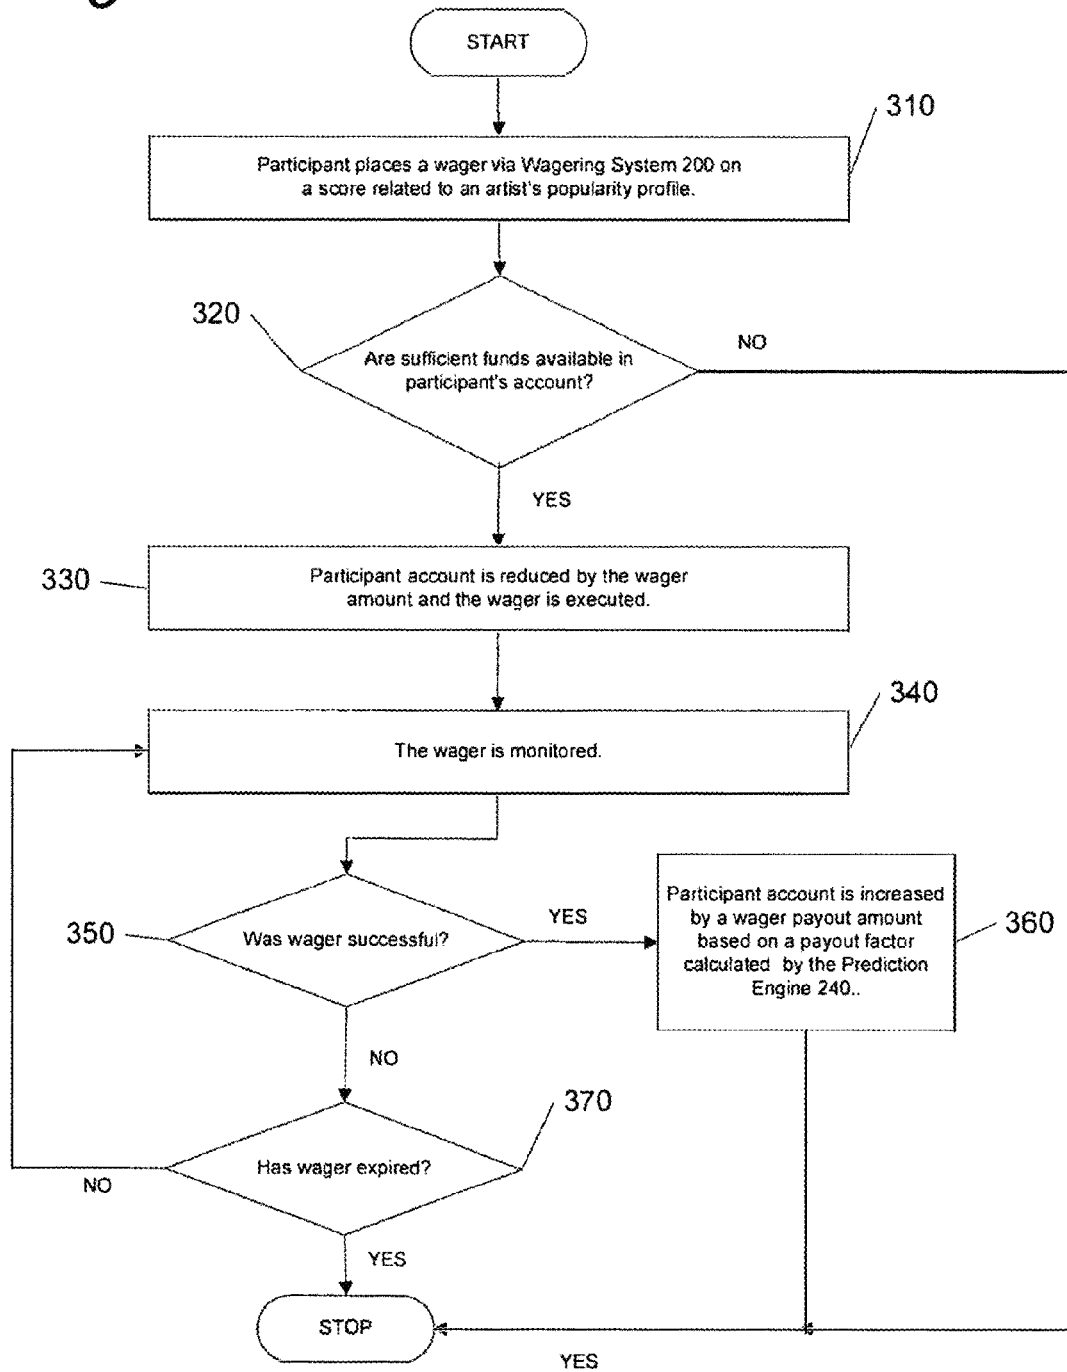 START
310
Participant places a wager via Wagering System 200 on
a score related to an artist's popularity profile.
320
NO
Are sufficient funds available in
participant's account?
YES
330
Participant account is reduced by the wager
amount and the wager is executed.
340
The wager is monitored.
350
Was wager successful?
YES
Participant account is increased
by a wager payout amount
based on a payout factor
calculated by the Prediction
Engine 240..
360
NO
370
Has wager expired?
NO
YES
STOP
YES